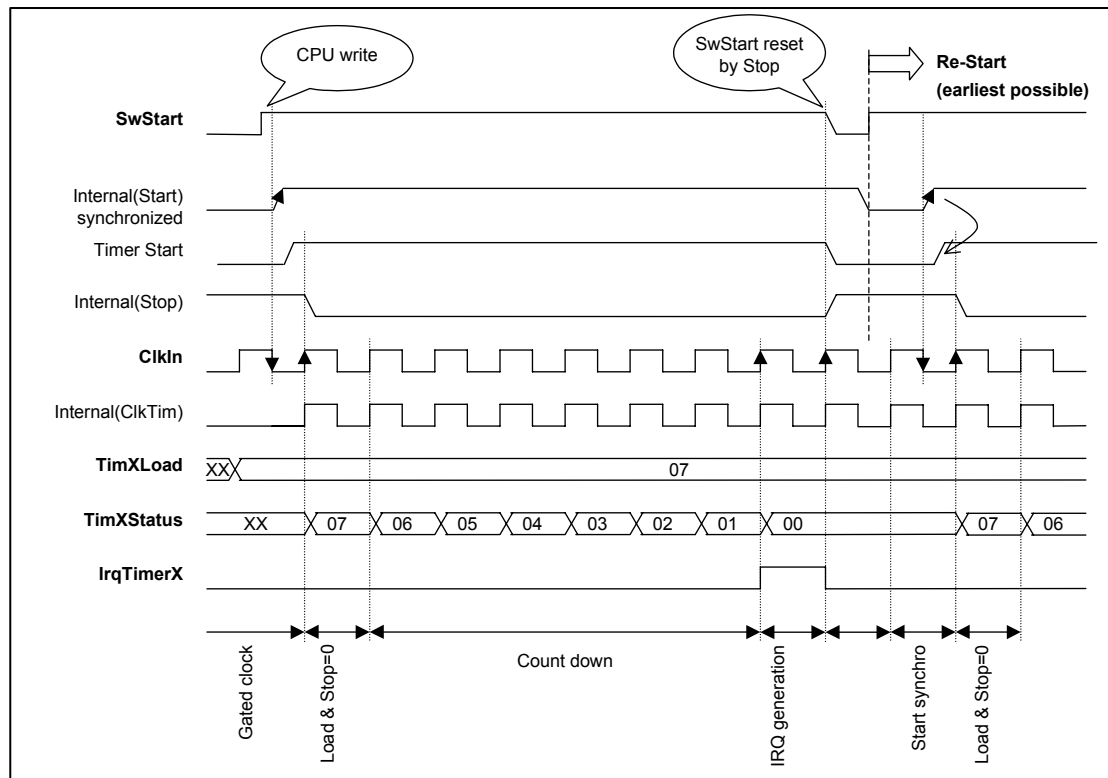 CPU write
SwStart reset
by Stop
Re-Start
(earliest possible)
SwStart
Internal(Start)
synchronized
Timer Start
Internal(Stop)
ClkIn
Internal(ClkTim)
TimXLoad
XX
07
TimXStatus
XX
07
06
05
04
03
02
01
00
07
06
IrqTimerX
Gated clock
Load & Stop=0
Count down
IRQ generation
Start synchro
Load & Stop=0